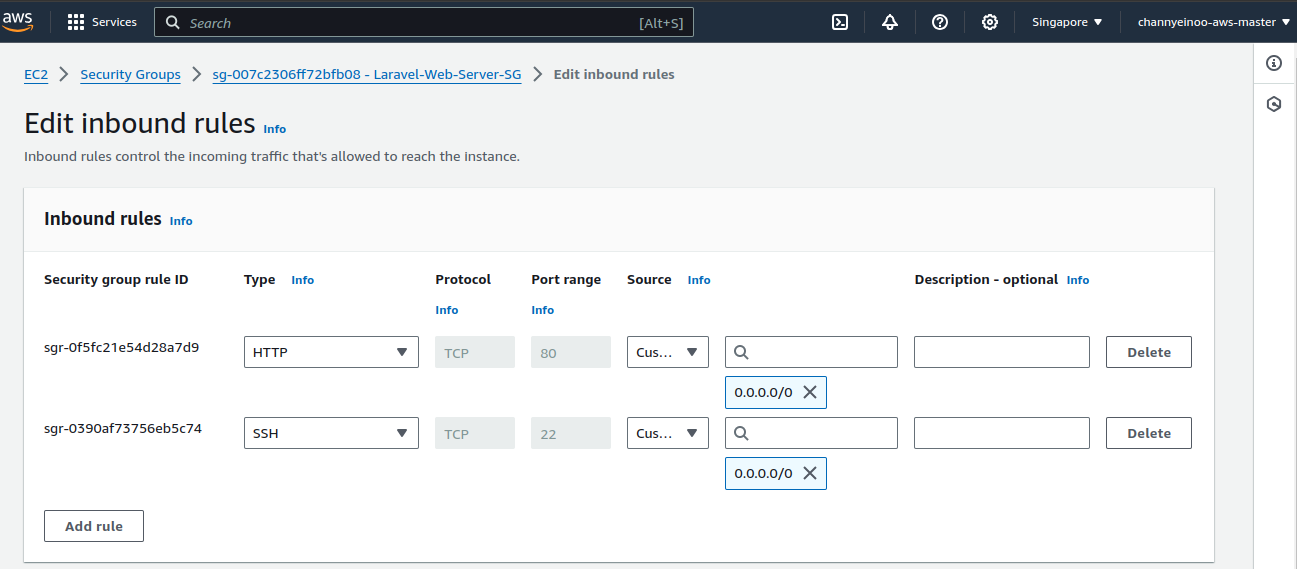 aws Services Search [Alt+S] Singapore channyeinoo-aws-master
EC2 Security Groups sg-007c2306ff72bfb08 - Laravel-Web-Server-SG Edit inbound rules
Edit inbound rules Info
Inbound rules control the incoming traffic that's allowed to reach the instance.
Inbound rules Info
Security group rule ID Type Info Protocol Port range Source Info Description - optional Info
Info Info
sgr-0f5fc21e54d28a7d9 HTTP TCP 80 Cus... Delete
0.0.0.0/0
sgr-0390af73756eb5c74 SSH TCP 22 Cus... Delete
0.0.0.0/0
Add rule